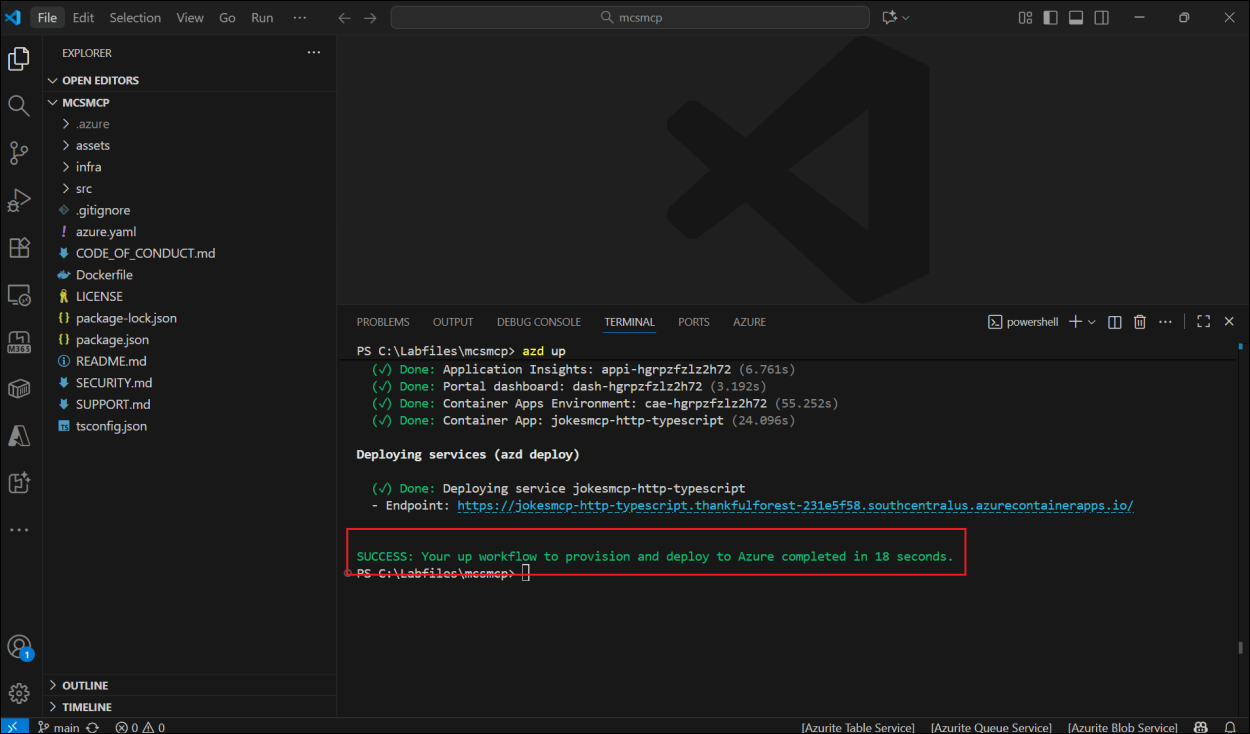 File Edit Selection View Go Run ··· mcsmcp
EXPLORER ···
OPEN EDITORS
MCSMCP
.azure
assets
infra
src
.gitignore
azure.yaml
CODE_OF_CONDUCT.md
Dockerfile
LICENSE
package-lock.json
package.json
README.md
SECURITY.md
SUPPORT.md
tsconfig.json
OUTLINE
TIMELINE
M365
1
PROBLEMS OUTPUT DEBUG CONSOLE TERMINAL PORTS AZURE powershell
PS C:\Labfiles\mcsmcp> azd up
(✓) Done: Application Insights: appi-hgrpzfzlz2h72 (6.761s)
(✓) Done: Portal dashboard: dash-hgrpzfzlz2h72 (3.192s)
(✓) Done: Container Apps Environment: cae-hgrpzfzlz2h72 (55.252s)
(✓) Done: Container App: jokesmcp-http-typescript (24.096s)
Deploying services (azd deploy)
(✓) Done: Deploying service jokesmcp-http-typescript
- Endpoint: https://jokesmcp-http-typescript.thankfulforest-231e5f58.southcentralus.azurecontainerapps.io/
SUCCESS: Your up workflow to provision and deploy to Azure completed in 18 seconds.
PS C:\Labfiles\mcsmcp>
main 0 0 [Azurite Table Service] [Azurite Queue Service] [Azurite Blob Service]